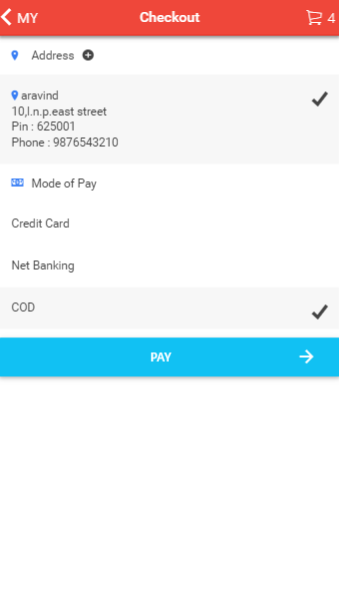 MY
Checkout
4
Address
aravind
10,l.n.p.east street
Pin : 625001
Phone : 9876543210
Mode of Pay
Credit Card
Net Banking
COD
PAY